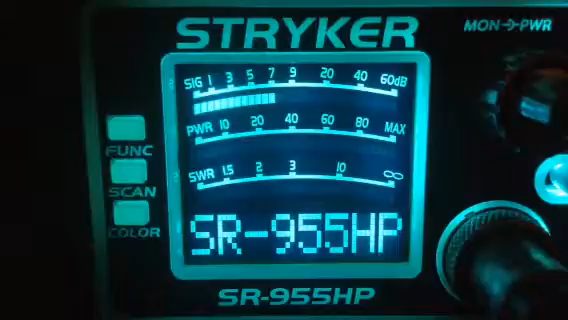 STRYKER
MON PWR
SIG 1 3 5 7 9 20 40 60dB
PWR 10 20 40 60 80 MAX
SWR 1.5 2 3 10 ∞
FUNC
SCAN
COLOR
SR-955HP
SR-955HP